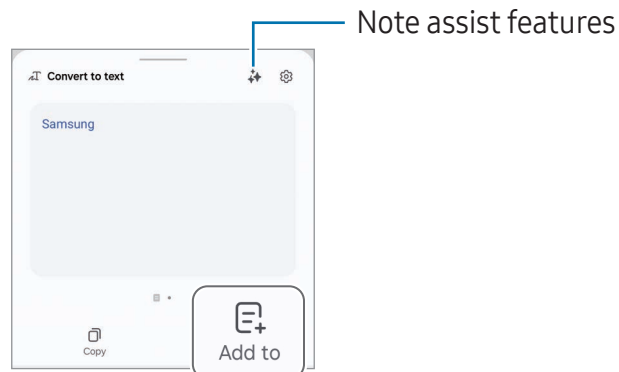 Note assist features
Convert to text
Samsung
Copy
Add to